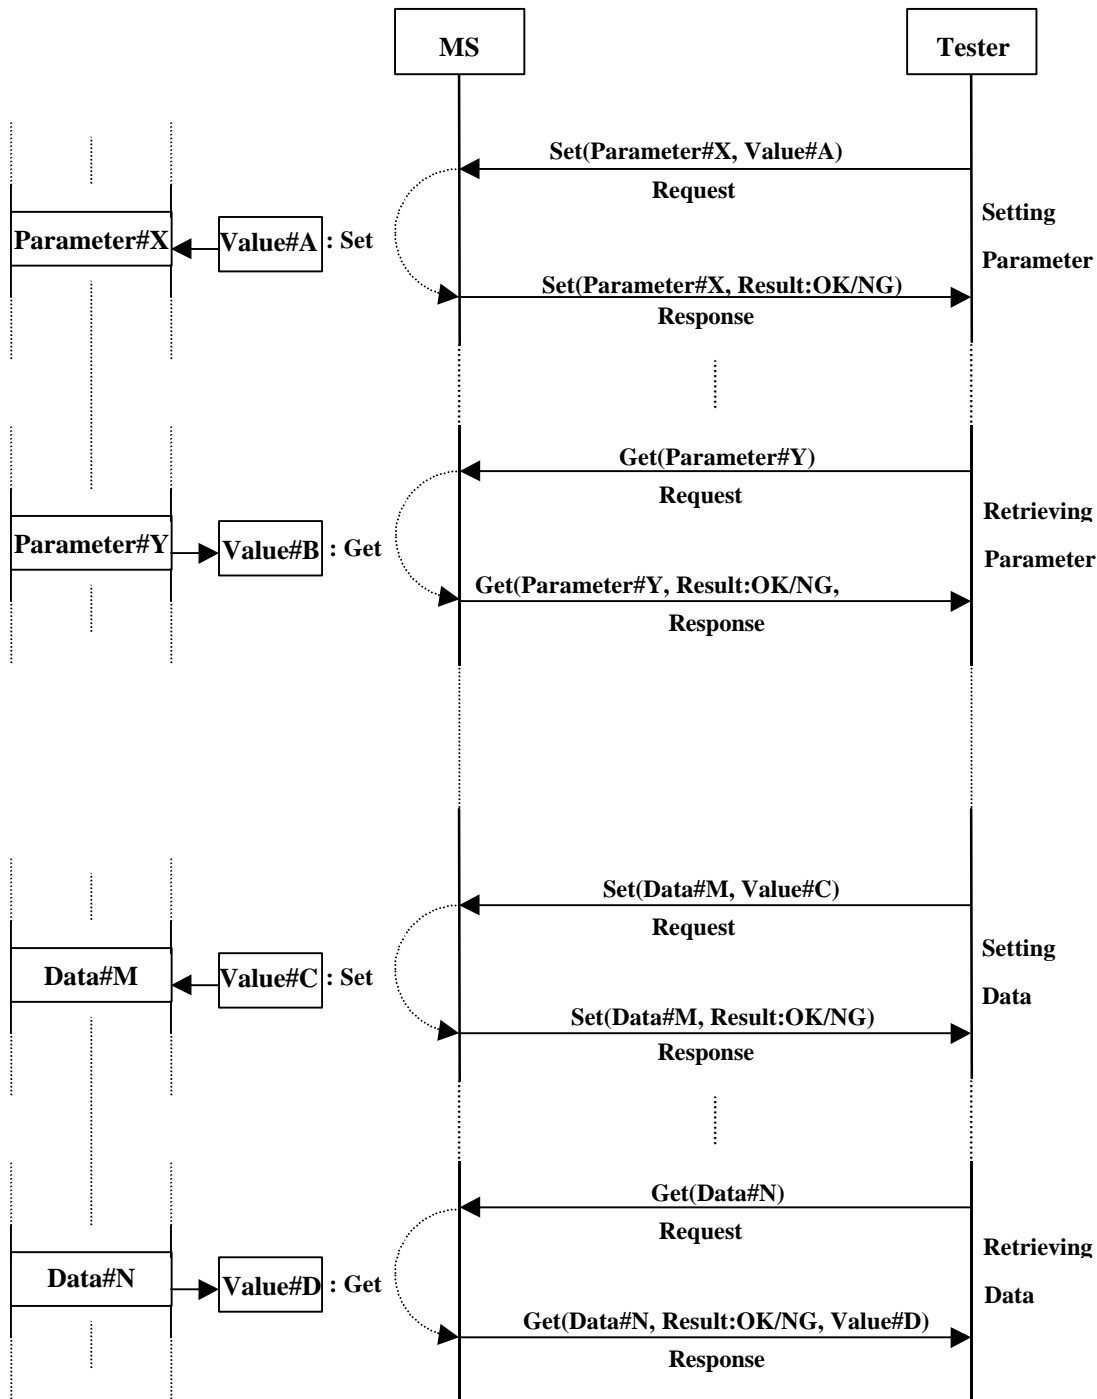 MS
Tester
Set(Parameter#X, Value#A)
Request
Setting
Parameter
Parameter#X
Value#A
: Set
Set(Parameter#X, Result:OK/NG)
Response
Get(Parameter#Y)
Request
Retrieving
Parameter
Parameter#Y
Value#B
: Get
Get(Parameter#Y, Result:OK/NG,
Response
Set(Data#M, Value#C)
Request
Setting
Data
Data#M
Value#C
: Set
Set(Data#M, Result:OK/NG)
Response
Get(Data#N)
Request
Retrieving
Data
Data#N
Value#D
: Get
Get(Data#N, Result:OK/NG, Value#D)
Response